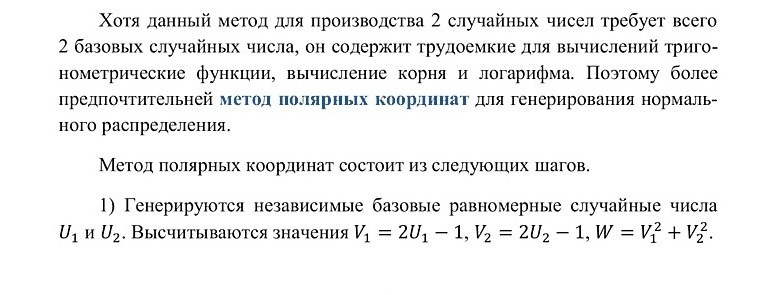 Хотя данный метод для производства 2 случайных чисел требует всего
2 базовых случайных числа, он содержит трудоемкие для вычислений триго-
нометрические функции, вычисление корня и логарифма. Поэтому более
предпочтительней метод полярных координат для генерирования нормаль-
ного распределения.
Метод полярных координат состоит из следующих шагов.
1) Генерируются независимые базовые равномерные случайные числа
U₁ и U₂. Высчитываются значения V₁ = 2U₁ − 1, V₂ = 2U₂ − 1, W = V₁² + V₂².